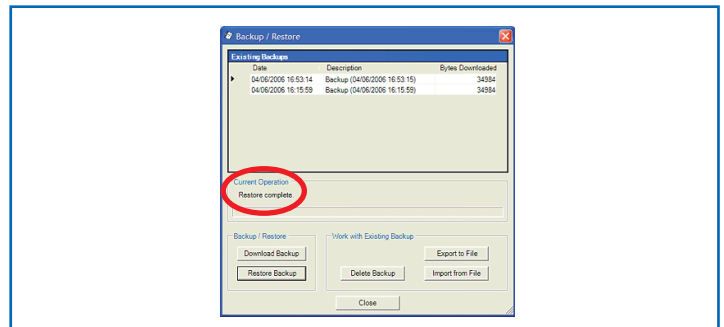 Backup / Restore
Existing Backups
Date Description Bytes Downloaded
04/06/2006 16:53:14 Backup (04/06/2006 16:53:15) 34984
04/06/2006 16:15:59 Backup (04/06/2006 16:15:59) 34984
Current Operation
Restore complete.
Backup / Restore Work with Existing Backup
Download Backup Export to File
Restore Backup Delete Backup Import from File
Close